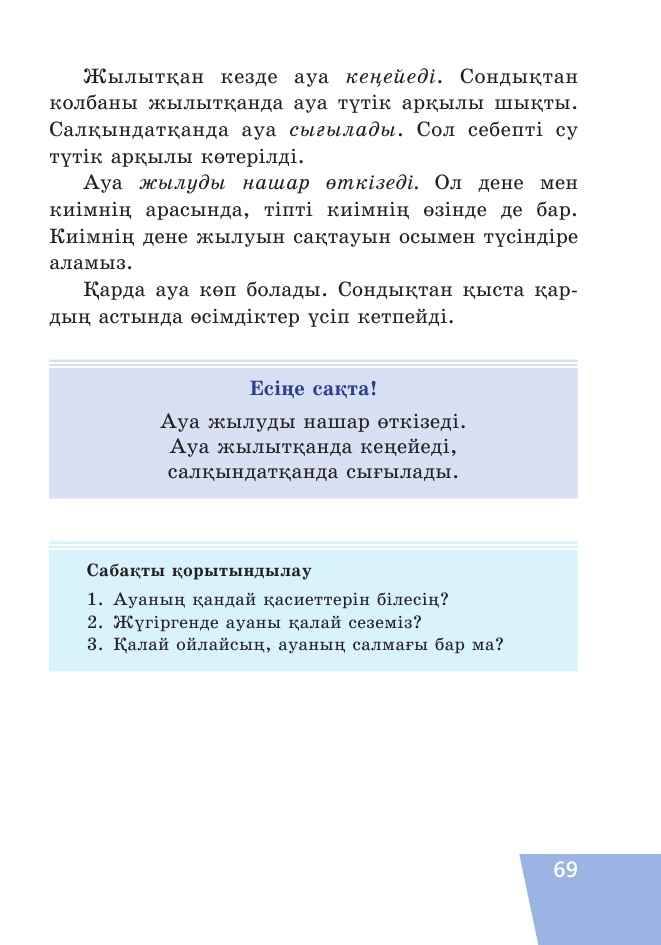 Жылытқан кезде ауа кеңейеді. Сондықтан
колбаны жылытқанда ауа түтік арқылы шықты.
Салқындатқанда ауа сығылады. Сол себепті су
түтік арқылы көтерілді.
Ауа жылуды нашар өткізеді. Ол дене мен
киімнің арасында, тіпті киімнің өзінде де бар.
Киімнің дене жылуын сақтауын осымен түсіндіре
аламыз.
Қарда ауа көп болады. Сондықтан қыста қар-
дың астында өсімдіктер үсіп кетпейді.
Есіңе сақта!
Ауа жылуды нашар өткізеді.
Ауа жылытқанда кеңейеді,
салқындатқанда сығылады.
Сабақты қорытындылау
1. Ауаның қандай қасиеттерін білесің?
2. Жүгіргенде ауаны қалай сеземіз?
3. Қалай ойлайсың, ауаның салмағы бар ма?
69